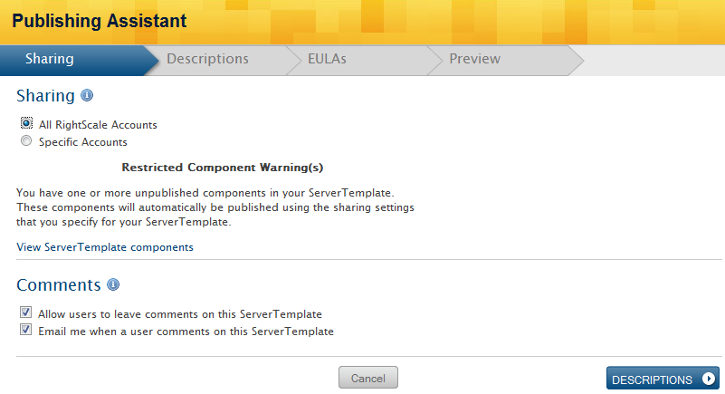 Publishing Assistant
Sharing
Descriptions
EULAs
Preview
Sharing
All RightScale Accounts
Specific Accounts
Restricted Component Warning(s)
You have one or more unpublished components in your ServerTemplate.
These components will automatically be published using the sharing settings
that you specify for your ServerTemplate.
View ServerTemplate components
Comments
Allow users to leave comments on this ServerTemplate
Email me when a user comments on this ServerTemplate
Cancel
DESCRIPTIONS